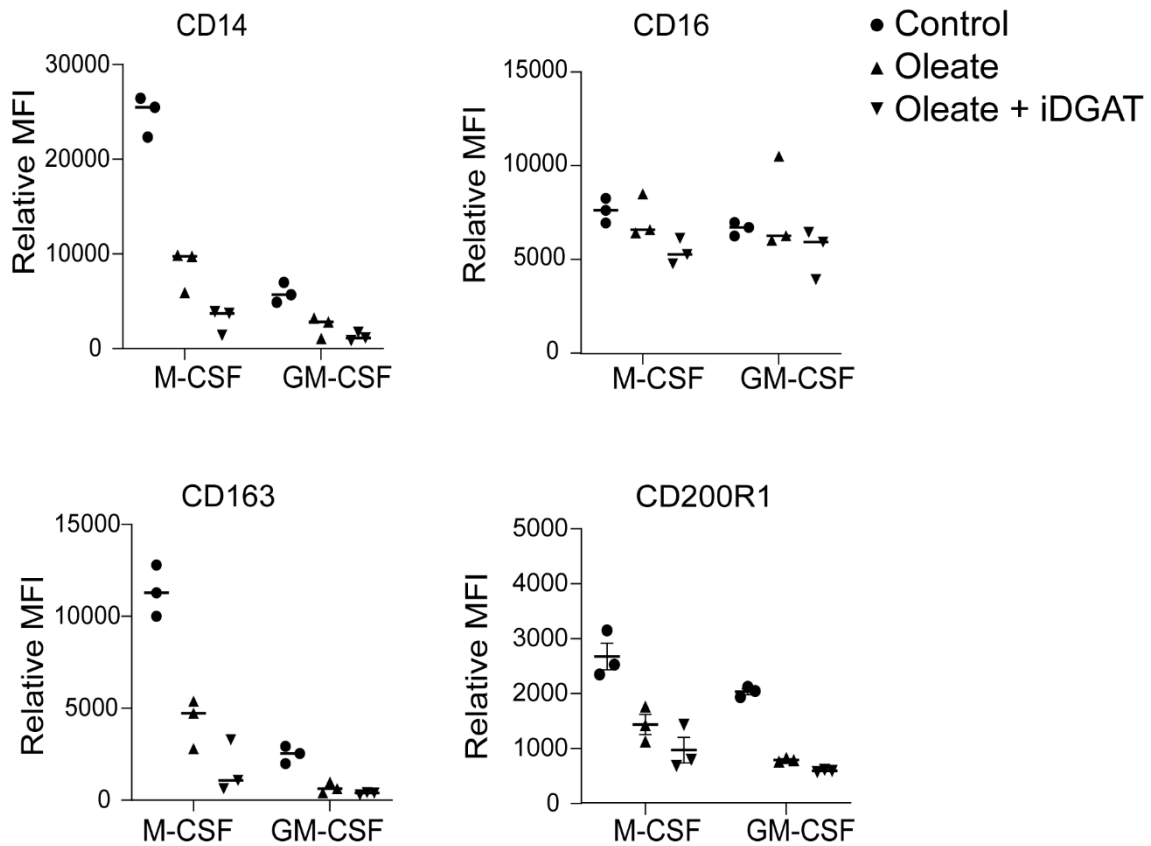 CD14
Relative MFI
30000
20000
10000
0
M-CSF GM-CSF
CD16
Relative MFI
15000
10000
5000
0
M-CSF GM-CSF
Control
Oleate
Oleate + iDGAT
CD163
Relative MFI
15000
10000
5000
0
M-CSF GM-CSF
CD200R1
Relative MFI
5000
4000
3000
2000
1000
0
M-CSF GM-CSF